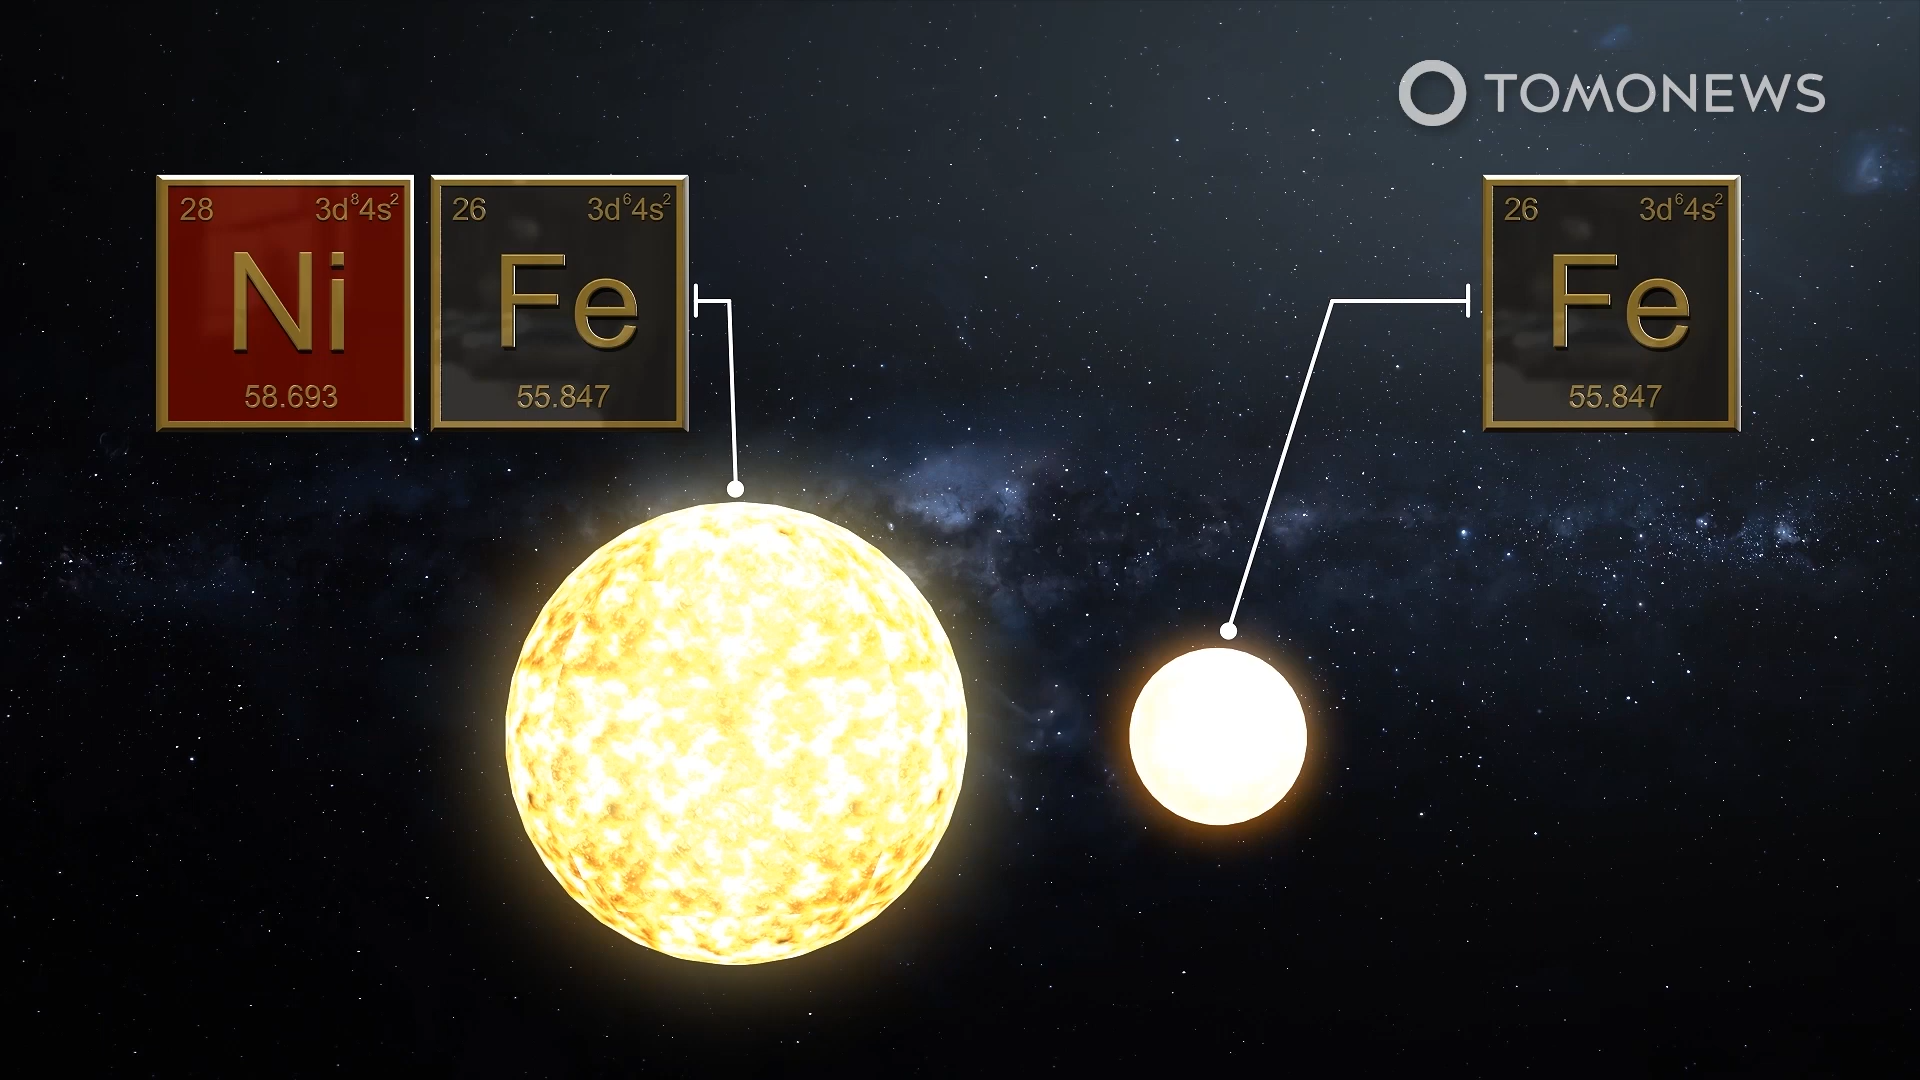 TOMONEWS
28 3d⁸4s²
Ni
58.693
26 3d⁶4s²
Fe
55.847
26 3d⁶4s²
Fe
55.847